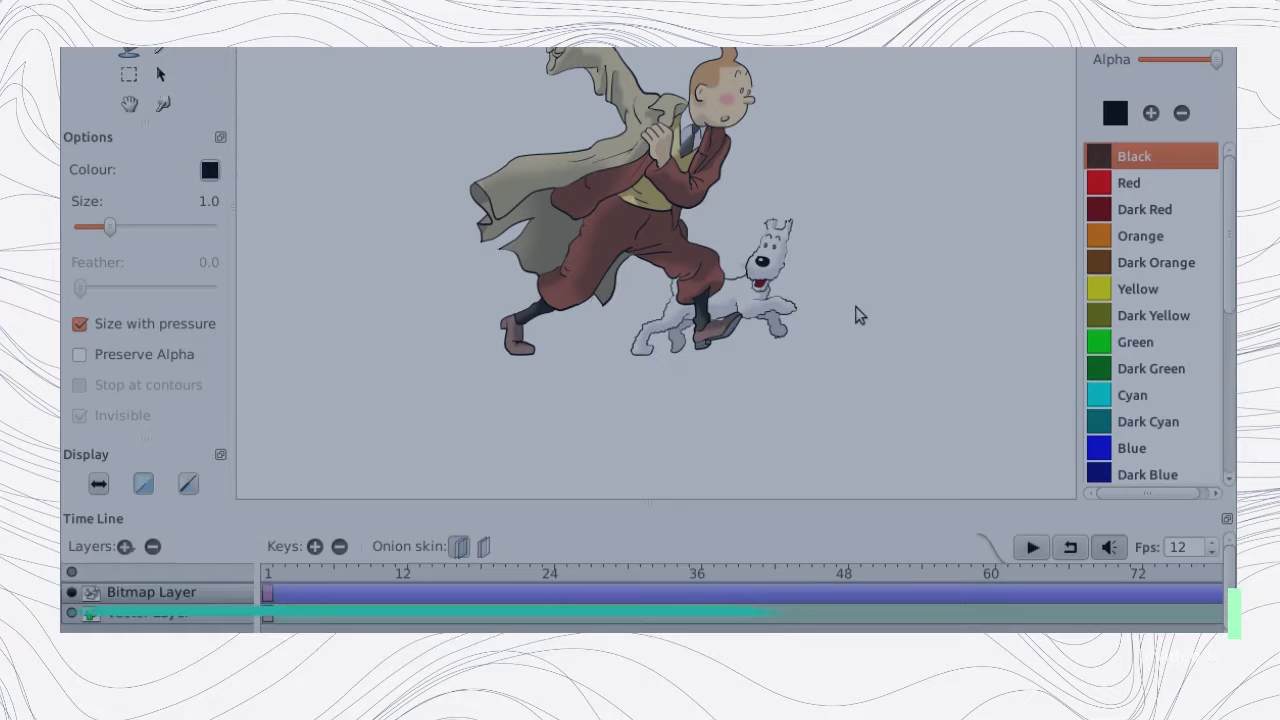 Alpha
Options
Colour:
Size: 1.0
Feather: 0.0
Size with pressure
Preserve Alpha
Stop at contours
Invisible
Display
Black
Red
Dark Red
Orange
Dark Orange
Yellow
Dark Yellow
Green
Dark Green
Cyan
Dark Cyan
Blue
Dark Blue
Time Line
Layers:
Keys:
Onion skin:
Fps: 12
1 12 24 36 48 60 72
Bitmap Layer
Vector Layer